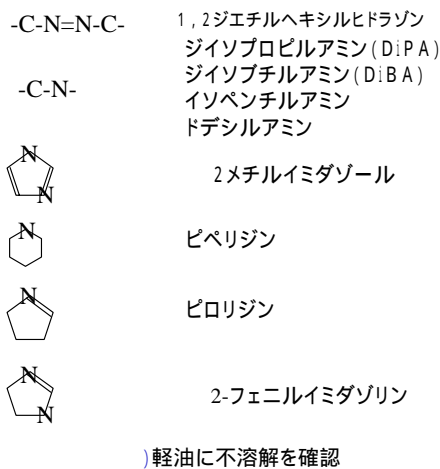 -C-N=N-C- 1,2ジエチルヘキシルヒドラゾン
ジイソプロピルアミン(DiPA)
ジイソブチルアミン(DiBA)
-C-N- イソペンチルアミン
ドデシルアミン
N
N
2メチルイミダゾール
N
ピペリジン
N
ピロリジン
N
N
2-フェニルイミダゾリン
)軽油に不溶解を確認